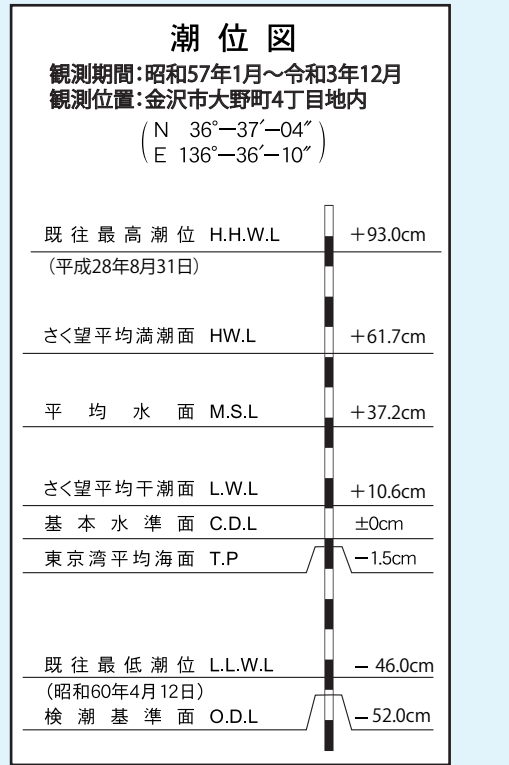 潮位図
観測期間:昭和57年1月～令和3年12月
観測位置:金沢市大野町4丁目地内
N 36°－37′－04″
E 136°－36′－10″
既往最高潮位 H.H.W.L +93.0cm
（平成28年8月31日）
さく望平均満潮面 HW.L +61.7cm
平均水面 M.S.L +37.2cm
さく望平均干潮面 L.W.L +10.6cm
基本水準面 C.D.L ±0cm
東京湾平均海面 T.P －1.5cm
既往最低潮位 L.L.W.L － 46.0cm
（昭和60年4月12日）
検潮基準面 O.D.L －52.0cm